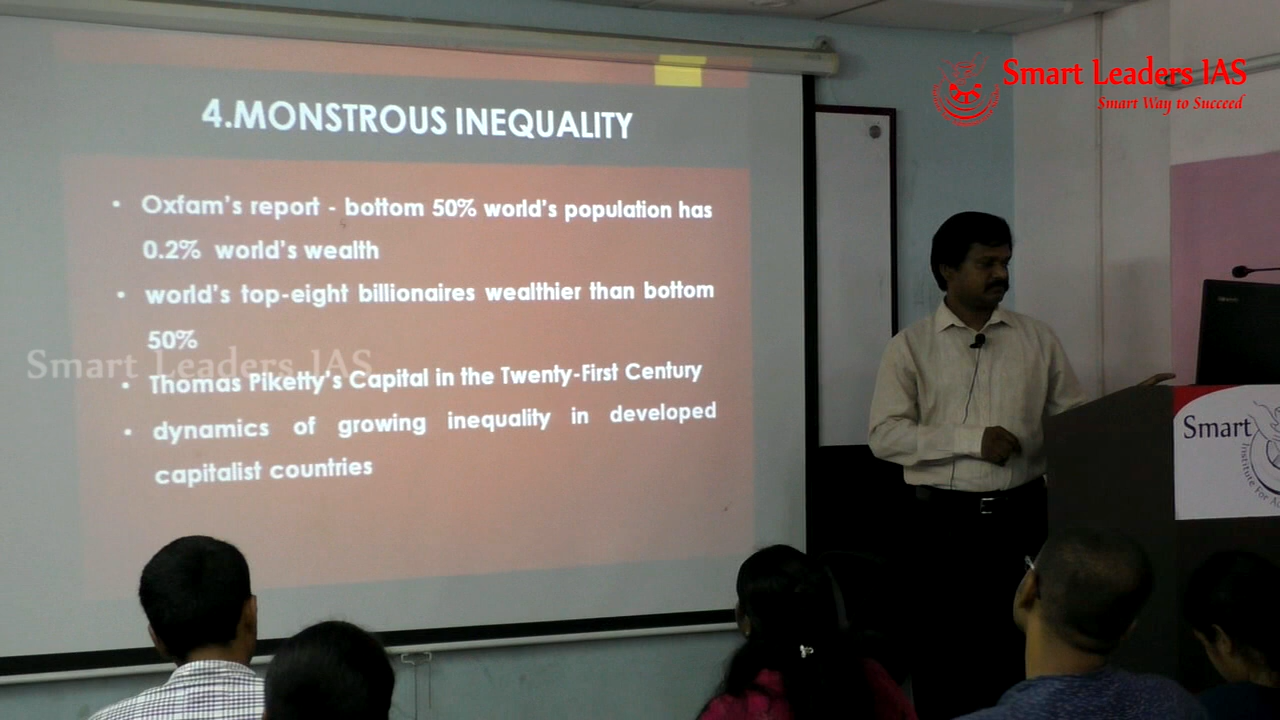 Smart Leaders IAS
Smart Way to Succeed
4.MONSTROUS INEQUALITY
• Oxfam's report - bottom 50% world's population has
0.2% world's wealth
• world's top-eight billionaires wealthier than bottom
50%
Smart Leaders IAS
• Thomas Piketty's Capital in the Twenty-First Century
• dynamics of growing inequality in developed
capitalist countries
Smart
Institute For